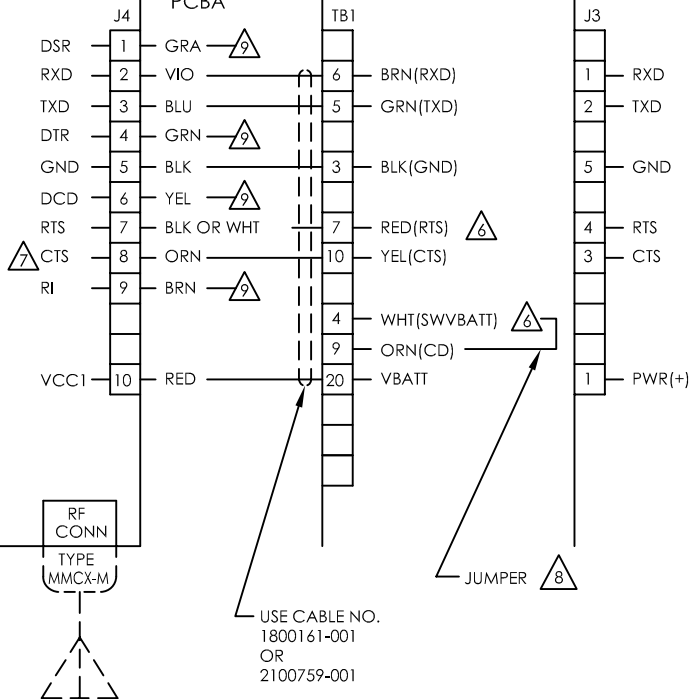 PCBA
J4 TB1 J3
DSR 1 GRA 9
RXD 2 VIO 6 BRN(RXD) 1 RXD
TXD 3 BLU 5 GRN(TXD) 2 TXD
DTR 4 GRN 9
GND 5 BLK 3 BLK(GND) 5 GND
DCD 6 YEL 9
RTS 7 BLK OR WHT 7 RED(RTS) 6 4 RTS
7 CTS 8 ORN 10 YEL(CTS) 3 CTS
RI 9 BRN 9
4 WHT(SWVBATT) 6
9 ORN(CD)
VCC1 10 RED 20 VBATT 1 PWR(+)
RF
CONN
TYPE
MMCX-M
JUMPER 8
USE CABLE NO.
1800161-001
OR
2100759-001